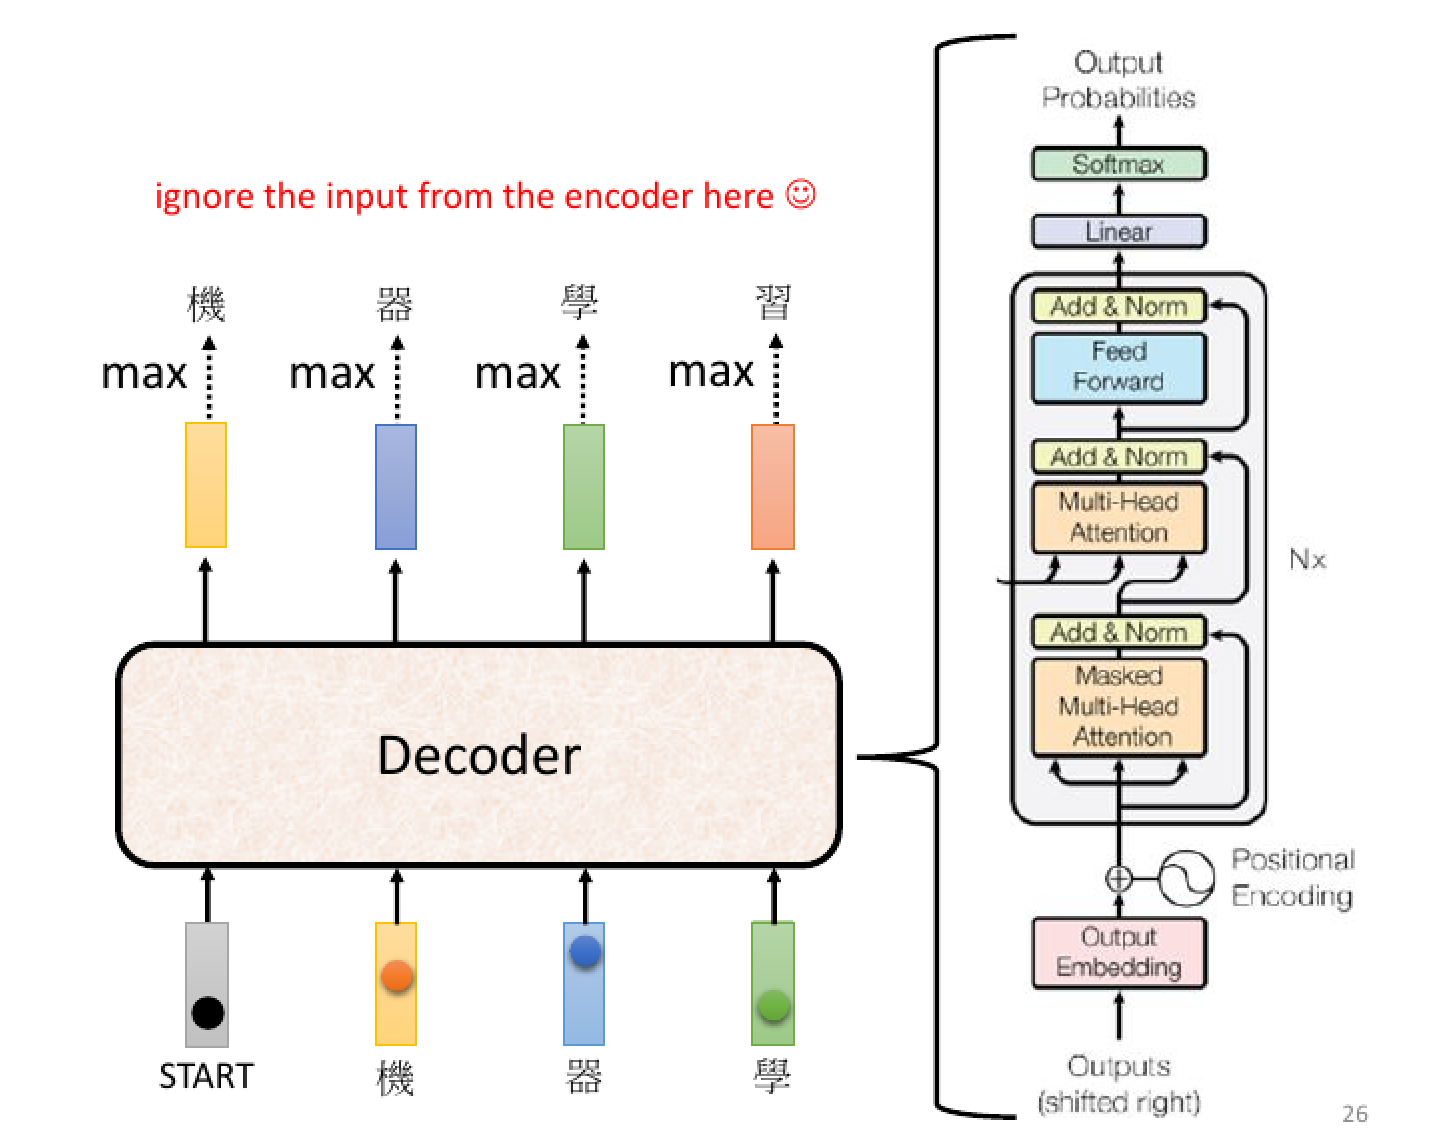 ignore the input from the encoder here ☺
機 器 學 習
max max max max
Decoder
START 機 器 學
Output
Probabilities
Softmax
Linear
Add & Norm
Feed
Forward
Add & Norm
Multi-Head
Attention
Nx
Add & Norm
Masked
Multi-Head
Attention
Positional
Encoding
Output
Embedding
Outputs
(shifted right)
26